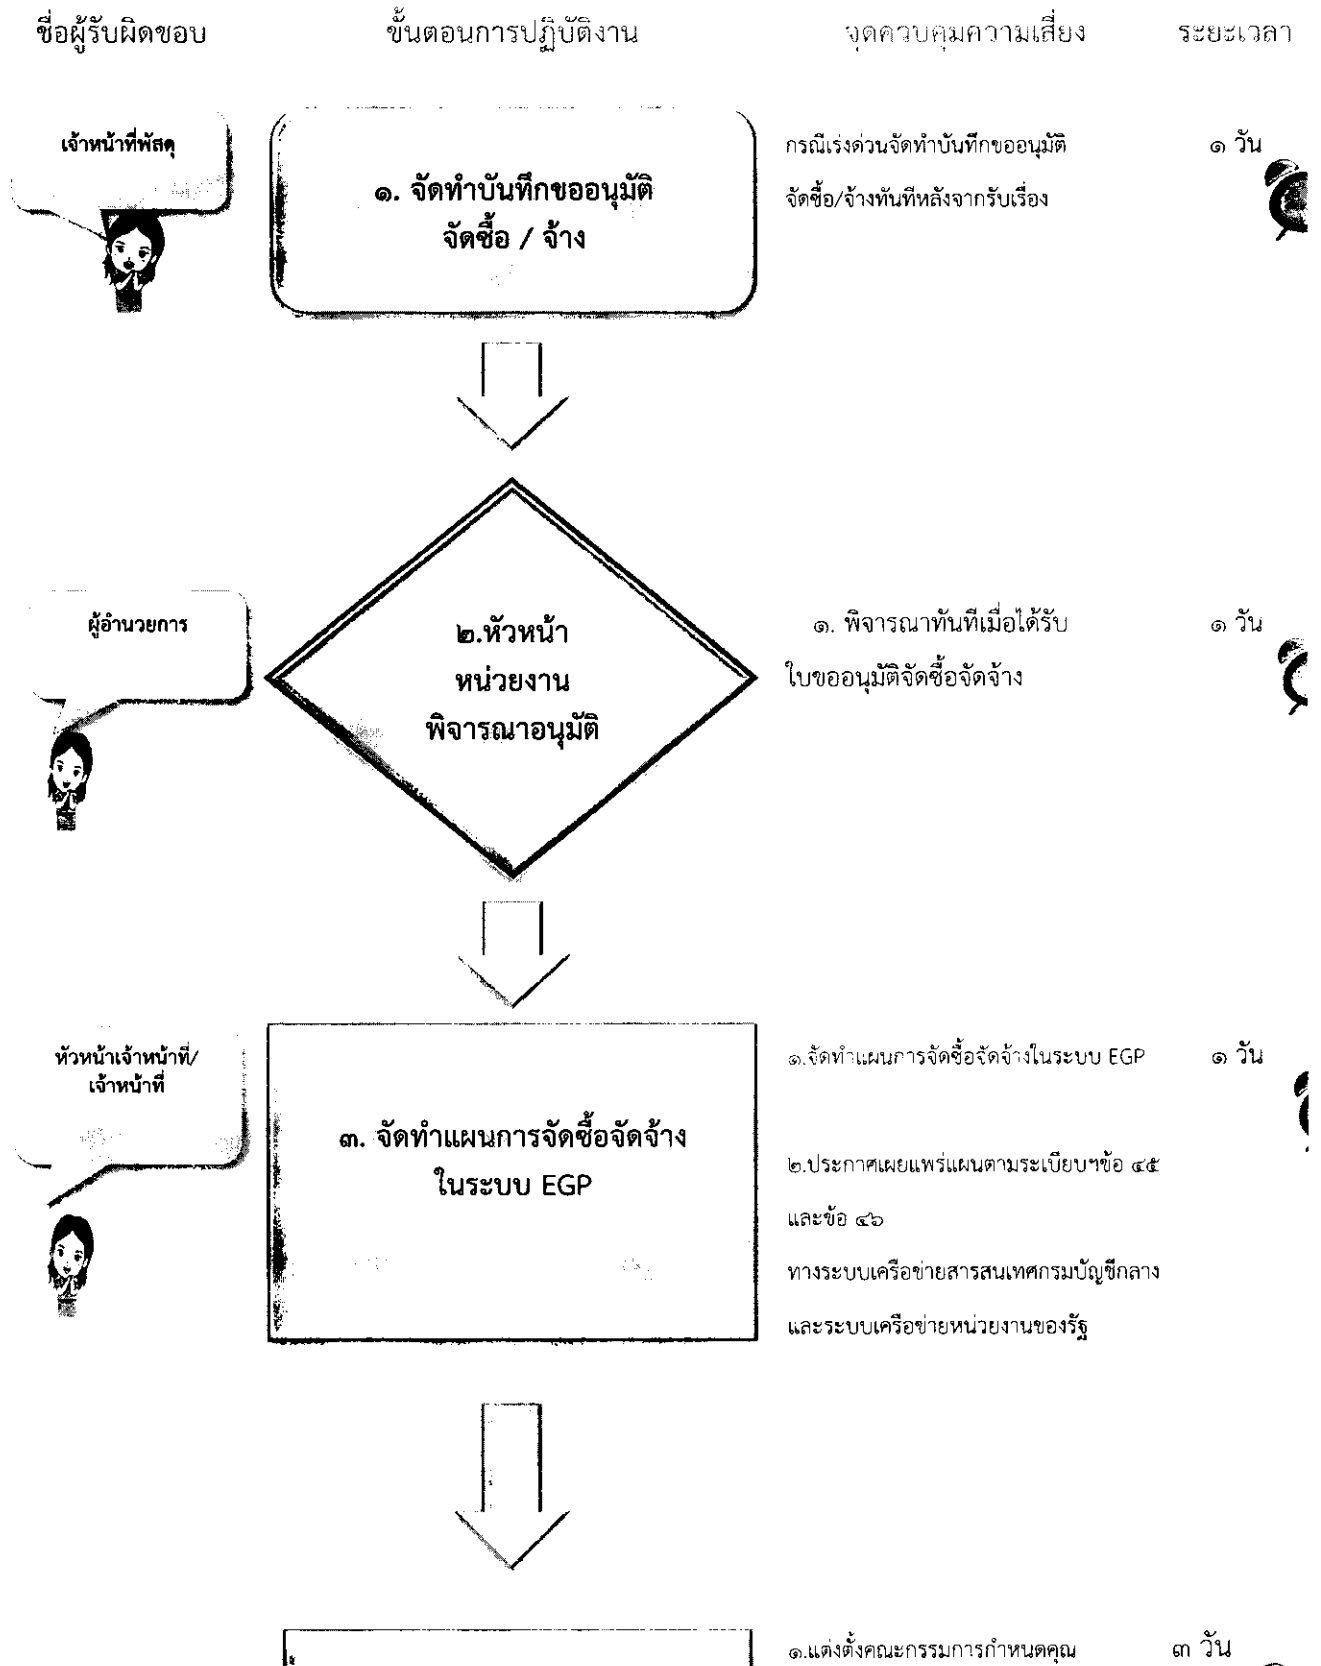 ชื่อผู้รับผิดชอบ ขั้นตอนการปฏิบัติงาน จุดควบคุมความเสี่ยง ระยะเวลา
เจ้าหน้าที่พัสดุ
๑. จัดทำบันทึกขออนุมัติ
จัดซื้อ / จ้าง
กรณีเร่งด่วนจัดทำบันทึกขออนุมัติ
จัดซื้อ/จ้างทันทีหลังจากรับเรื่อง
๑ วัน
ผู้อำนวยการ
๒.หัวหน้า
หน่วยงาน
พิจารณาอนุมัติ
๑. พิจารณาทันทีเมื่อได้รับ
ใบขออนุมัติจัดซื้อจัดจ้าง
๑ วัน
หัวหน้าเจ้าหน้าที่/
เจ้าหน้าที่
๓. จัดทำแผนการจัดซื้อจัดจ้าง
ในระบบ EGP
๑.จัดทำแผนการจัดซื้อจัดจ้างในระบบ EGP
๒.ประกาศเผยแพร่แผนตามระเบียบฯข้อ ๔๕
และข้อ ๔๖
ทางระบบเครือข่ายสารสนเทศกรมบัญชีกลาง
และระบบเครือข่ายหน่วยงานของรัฐ
๑ วัน
๑.แต่งตั้งคณะกรรมการกำหนดคุณ
๓ วัน